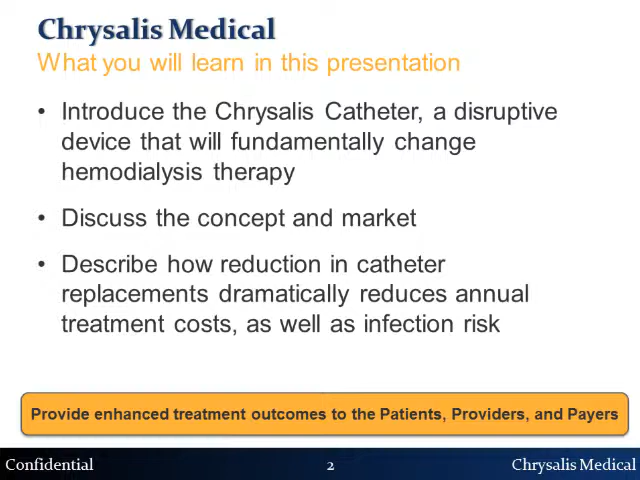 Chrysalis Medical
What you will learn in this presentation
• Introduce the Chrysalis Catheter, a disruptive
device that will fundamentally change
hemodialysis therapy
• Discuss the concept and market
• Describe how reduction in catheter
replacements dramatically reduces annual
treatment costs, as well as infection risk
Provide enhanced treatment outcomes to the Patients, Providers, and Payers
Confidential 2 Chrysalis Medical